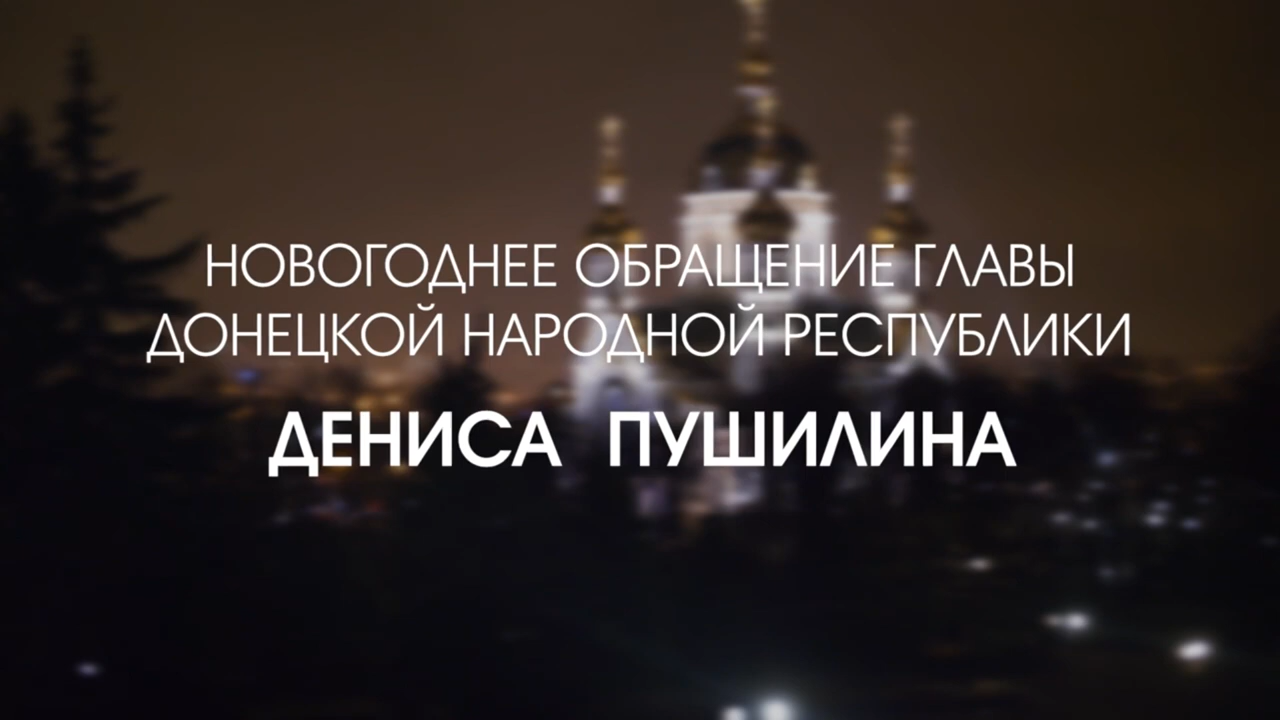 НОВОГОДНЕЕ ОБРАЩЕНИЕ ГЛАВЫ
ДОНЕЦКОЙ НАРОДНОЙ РЕСПУБЛИКИ
ДЕНИСА ПУШИЛИНА